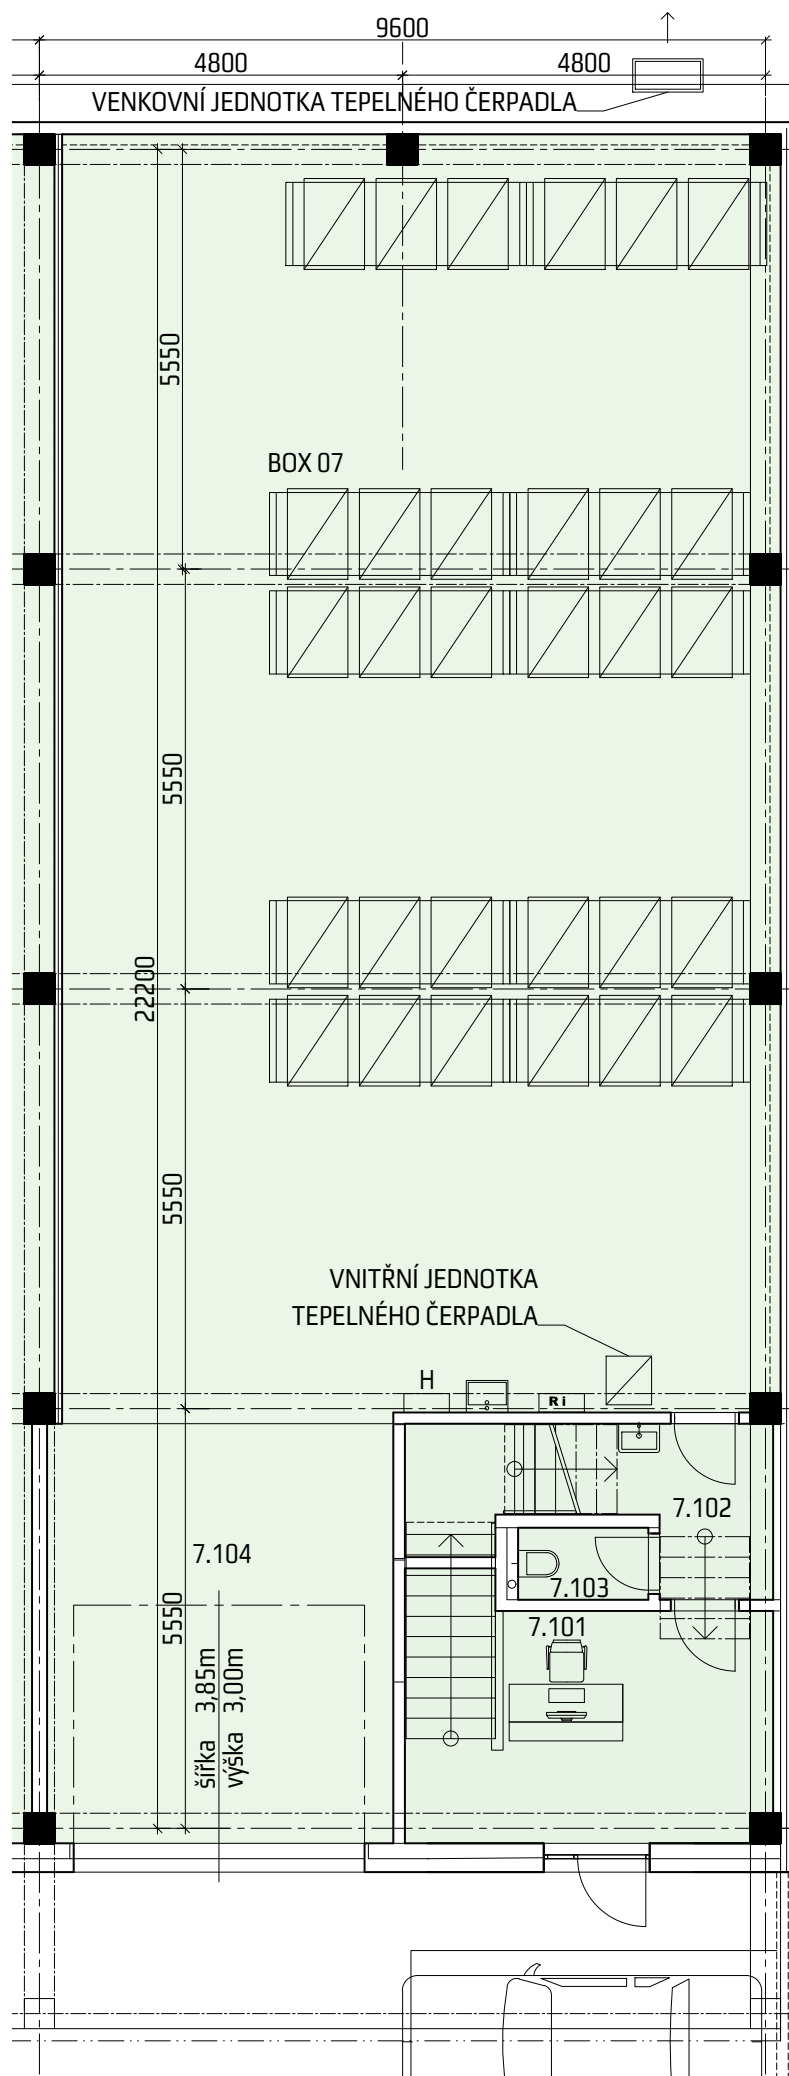 9600
4800
4800
VENKOVNÍ JEDNOTKA TEPELNÉHO ČERPADLA
5550
BOX 07
5550
22200
5550
VNITŘNÍ JEDNOTKA
TEPELNÉHO ČERPADLA
H
Ri
7.102
7.104
7.103
5550
7.101
šířka 3,85m
výška 3,00m